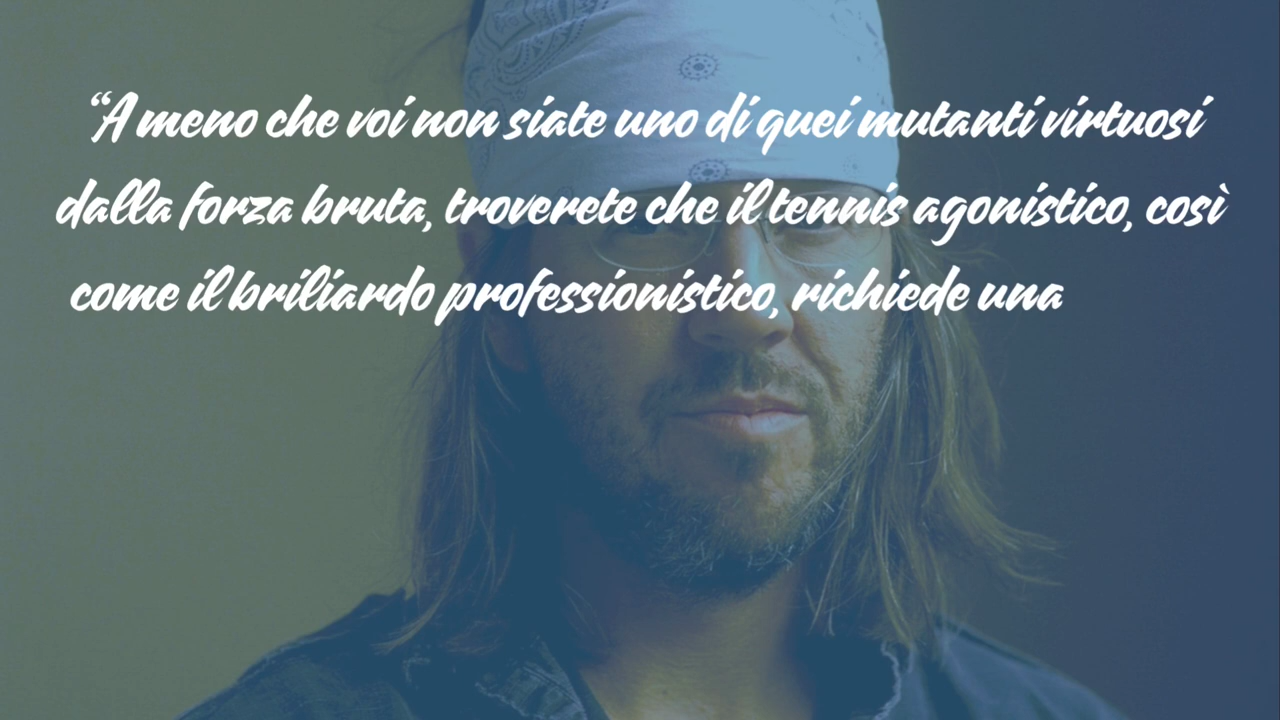 “A meno che voi non siate uno di quei mutanti virtuosi
dalla forza bruta, troverete che il tennis agonistico, così
come il briliardo professionistico, richiede una